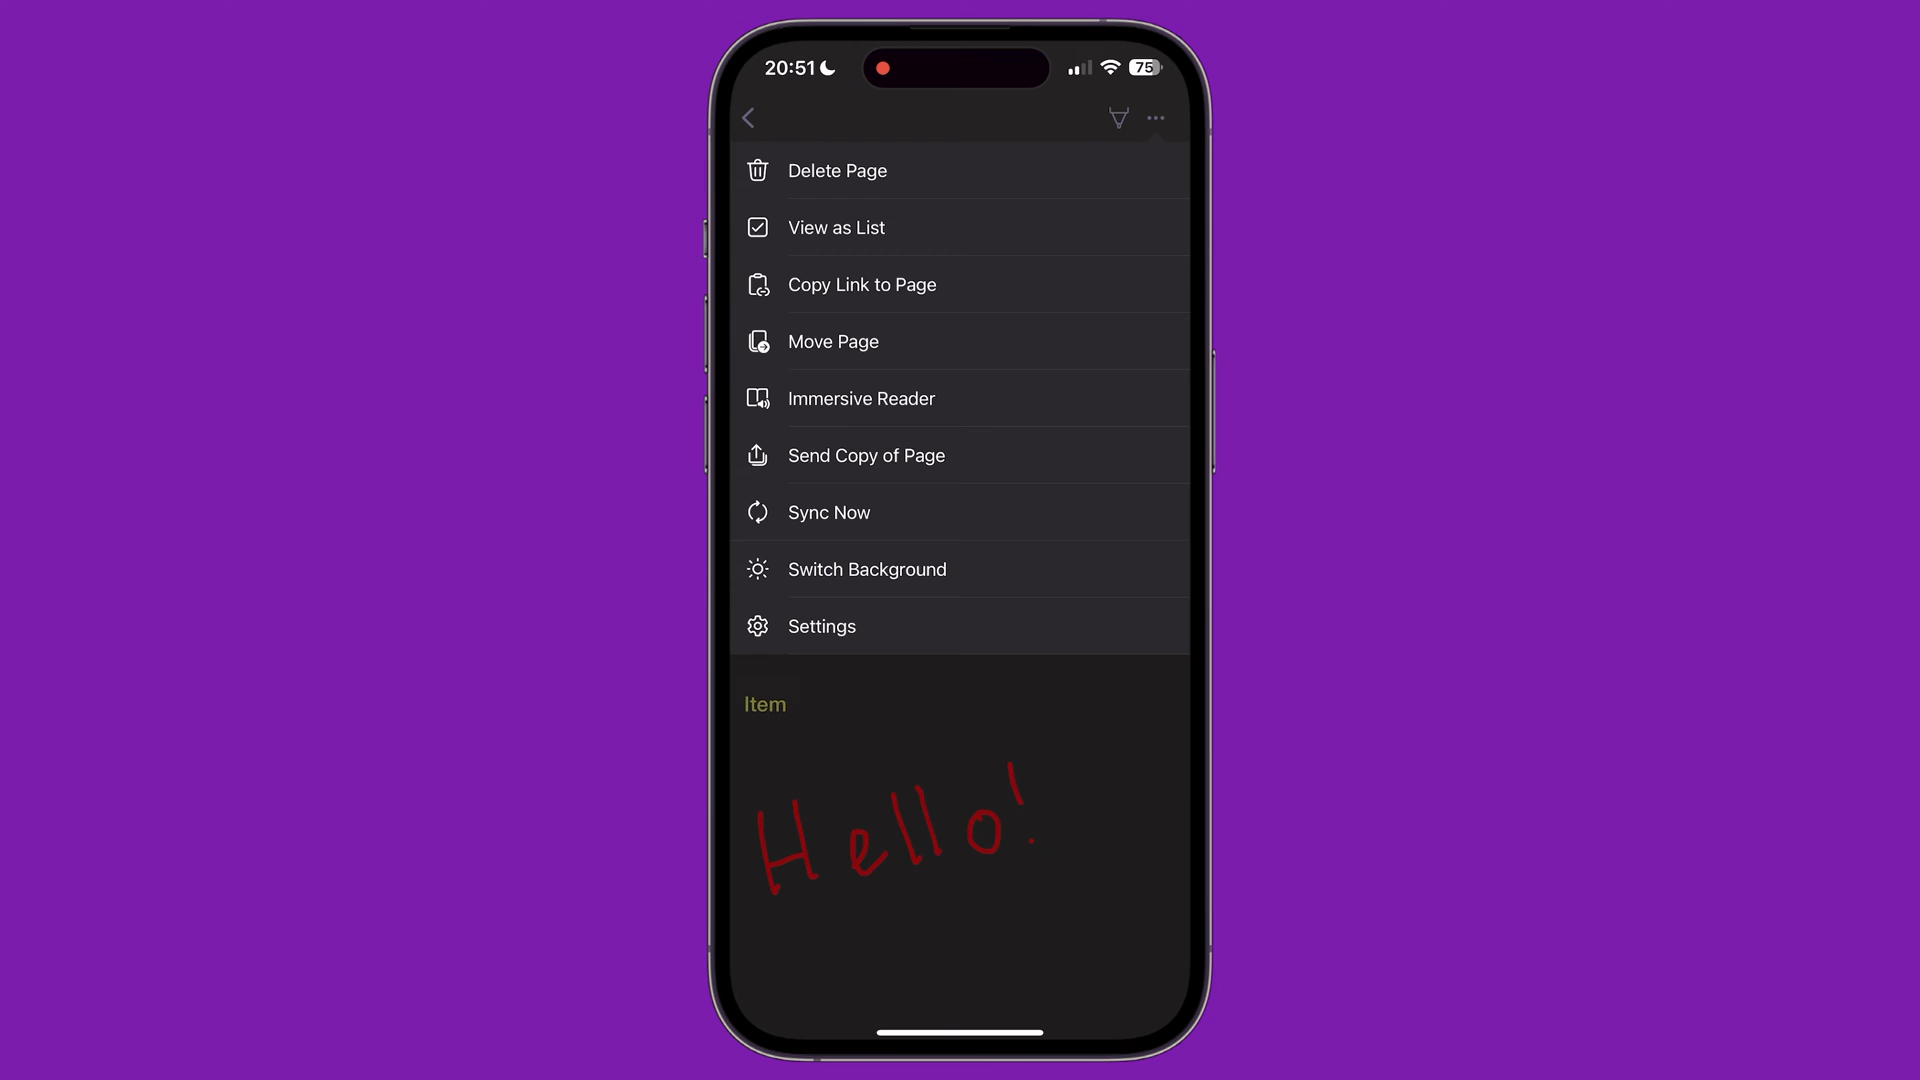 20:51
75
Delete Page
View as List
Copy Link to Page
Move Page
Immersive Reader
Send Copy of Page
Sync Now
Switch Background
Settings
Item
Hello!